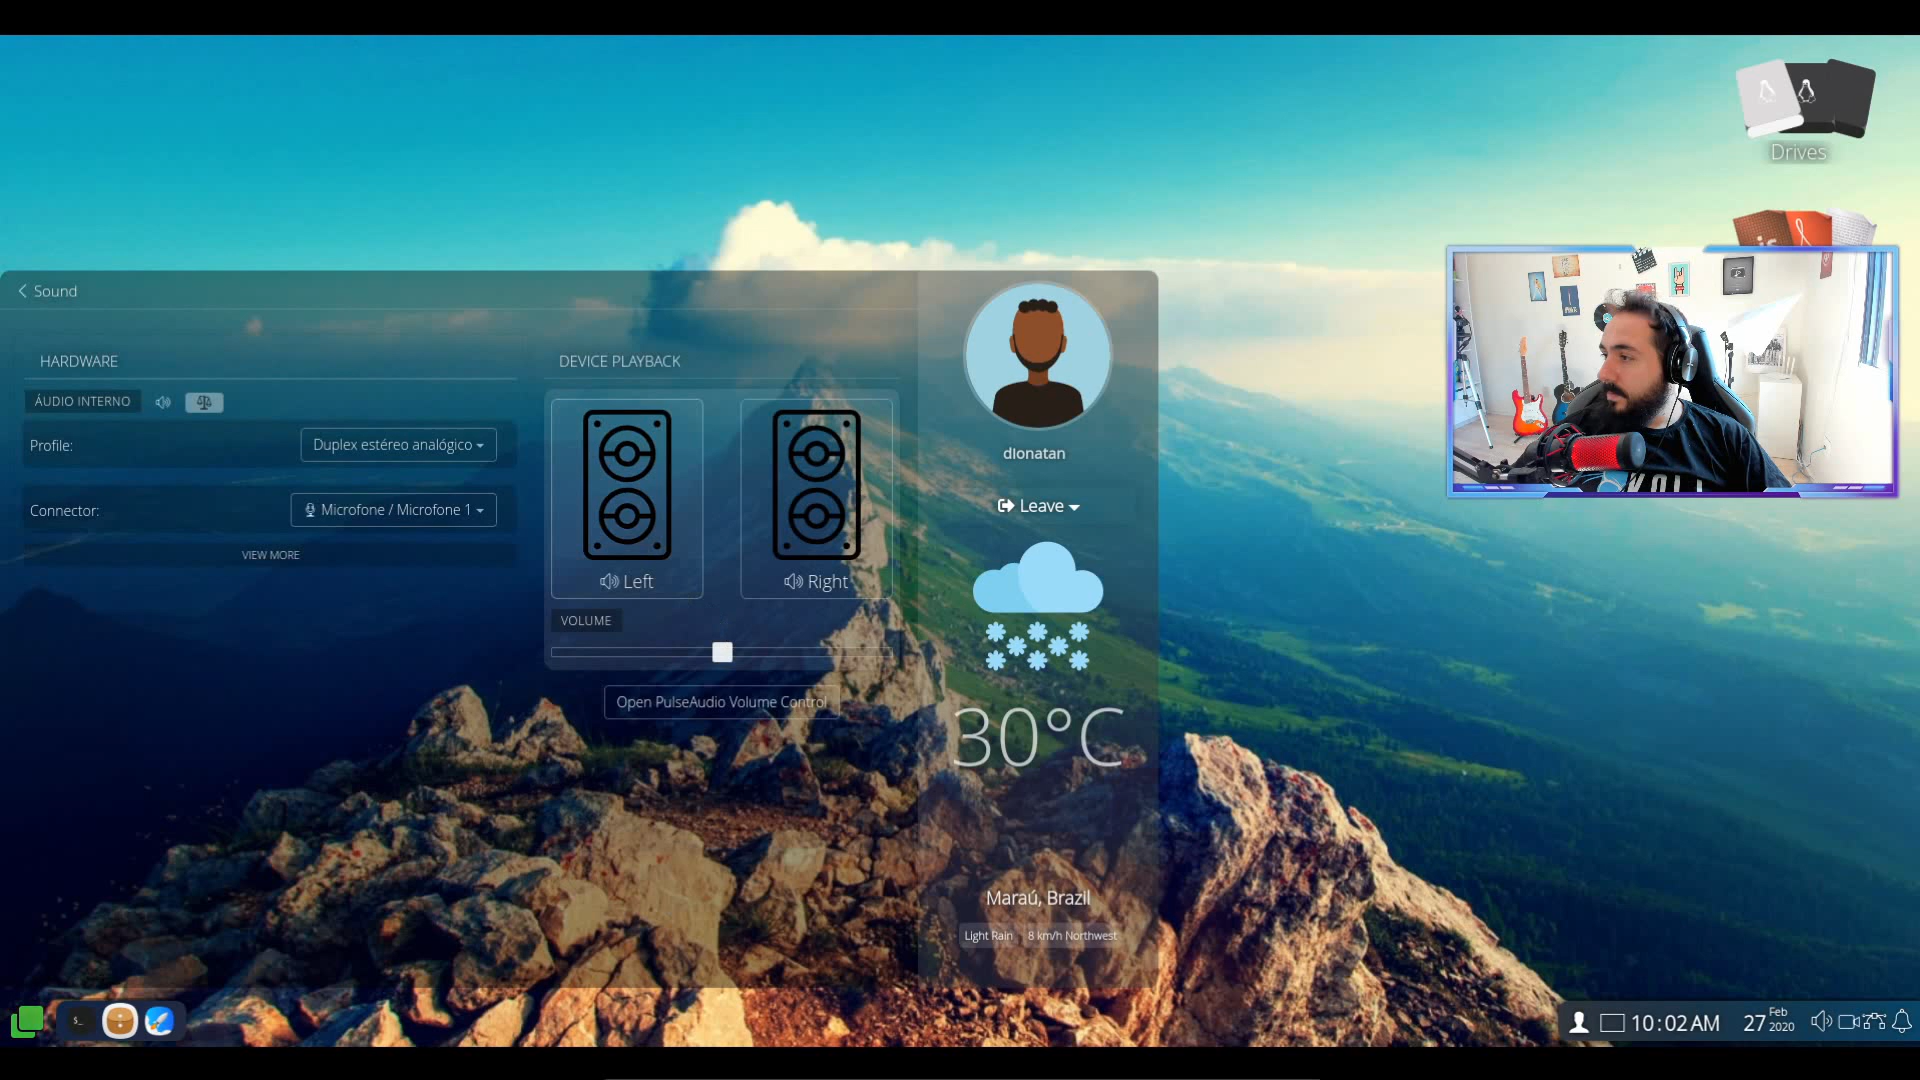 Drives
Sound
HARDWARE
ÁUDIO INTERNO
Profile:
Duplex estéreo analógico
Connector:
Microfone / Microfone 1
VIEW MORE
DEVICE PLAYBACK
Left
Right
VOLUME
Open PulseAudio Volume Control
dionatan
Leave
30°C
Maraú, Brazil
Light Rain
8 km/h Northwest
$_
10:02AM
27 Feb 2020